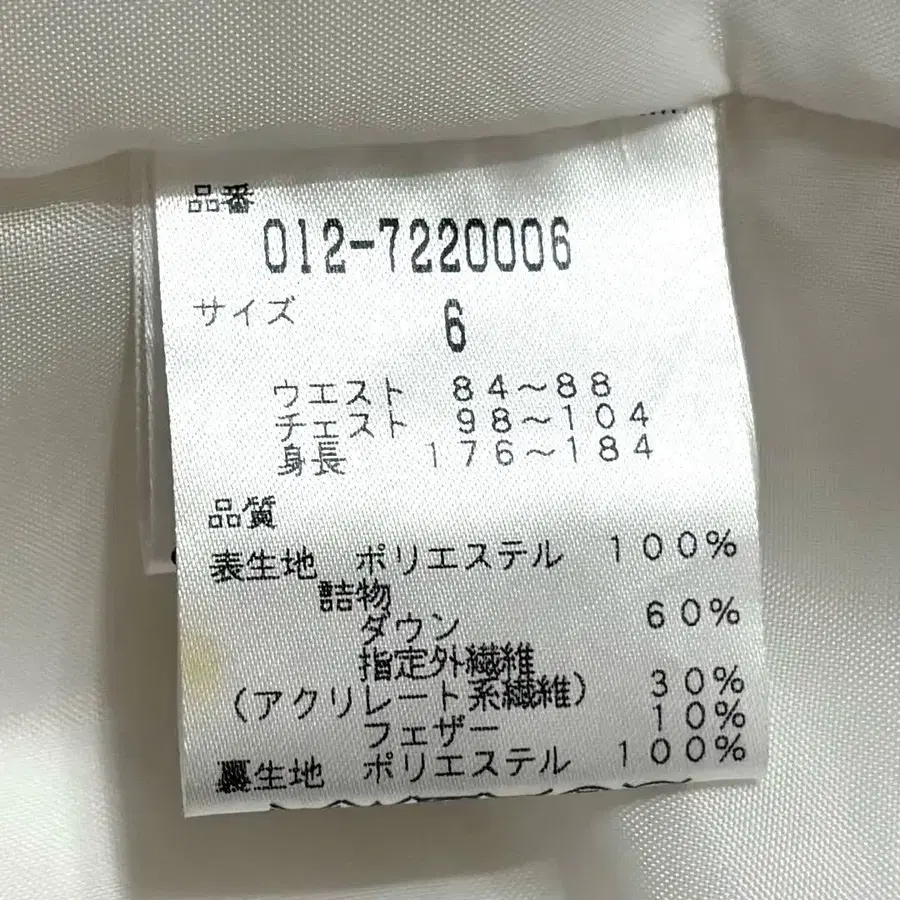 品番
012-7220006
サイズ 6
ウエスト 84～88
チェスト 98～104
身長 176～184
品質
表生地 ポリエステル 100%
詰物
ダウン 60%
指定外繊維
(アクリレート系繊維) 30%
フェザー 10%
裏生地 ポリエステル 100%